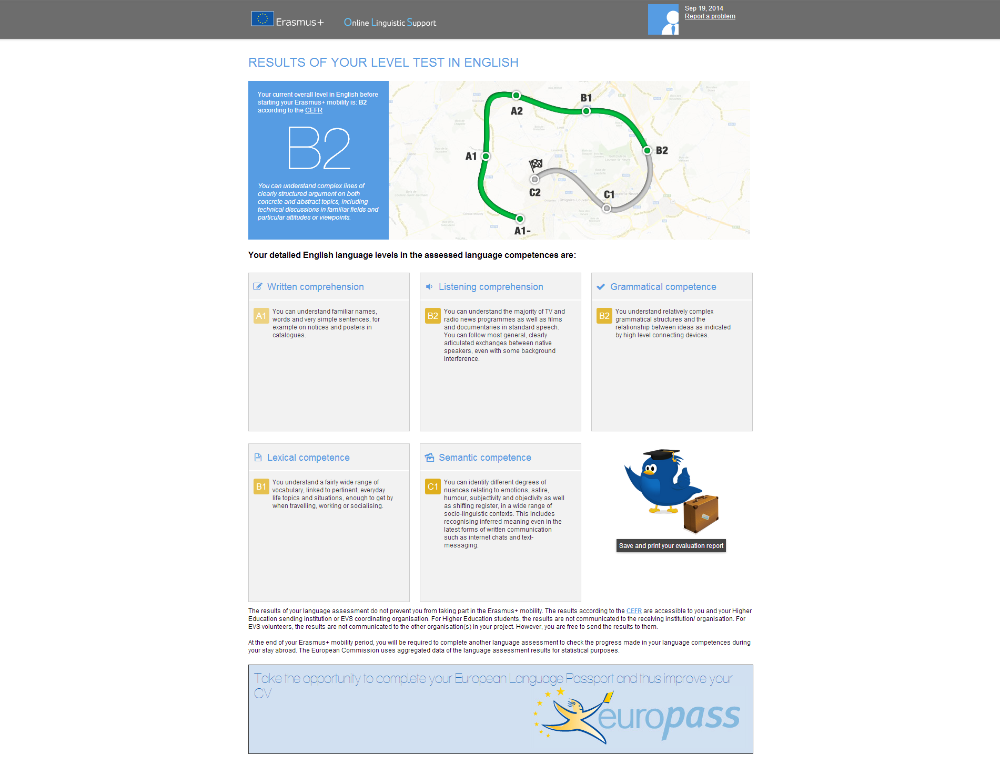 Erasmus+
Online Linguistic Support
Sep 19, 2014
Report a problem
RESULTS OF YOUR LEVEL TEST IN ENGLISH
Your current overall level in English before
starting your Erasmus+ mobility is: B2
according to the CEFR
B2
You can understand complex lines of
clearly structured argument on both
concrete and abstract topics, including
technical discussions in familiar fields and
particular attitudes or viewpoints.
A2
B1
A1
B2
C2
C1
A1-
Your detailed English language levels in the assessed language competences are:
Written comprehension
A1
You can understand familiar names,
words and very simple sentences, for
example on notices and posters in
catalogues.
Listening comprehension
B2
You can understand the majority of TV and
radio news programmes as well as films
and documentaries in standard speech.
You can follow most general, clearly
articulated exchanges between native
speakers, even with some background
interference.
Grammatical competence
B2
You understand relatively complex
grammatical structures and the
relationship between ideas as indicated
by high level connecting devices.
Lexical competence
B1
You understand a fairly wide range of
vocabulary, linked to pertinent, everyday
life topics and situations, enough to get by
when travelling, working or socialising.
Semantic competence
C1
You can identify different degrees of
nuances relating to emotions, satire,
humour, subjectivity and objectivity as well
as shifting register, in a wide range of
socio-linguistic contexts. This includes
recognising inferred meaning even in the
latest forms of written communication
such as internet chats and text-
messaging.
Save and print your evaluation report
The results of your language assessment do not prevent you from taking part in the Erasmus+ mobility. The results according to the CEFR are accessible to you and your Higher
Education sending institution or EVS coordinating organisation. For Higher Education students, the results are not communicated to the receiving institution/ organisation. For
EVS volunteers, the results are not communicated to the other organisation(s) in your project. However, you are free to send the results to them.
At the end of your Erasmus+ mobility period, you will be required to complete another language assessment to check the progress made in your language competences during
your stay abroad. The European Commission uses aggregated data of the language assessment results for statistical purposes.
Take the opportunity to complete your European Language Passport and thus improve your
CV
europass